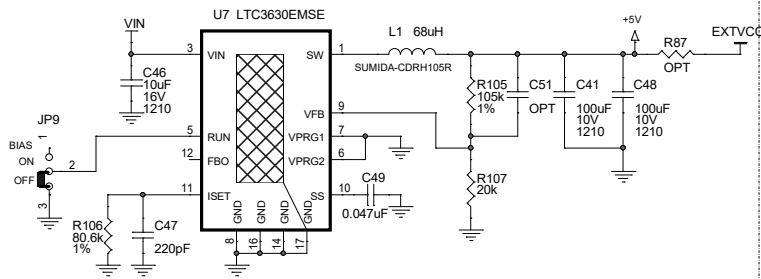 U7 LTC3630EMSE
VIN
3
VIN
SW
1
L1 68uH
SUMIDA-CDRH105R
+5V
R87
OPT
EXTVCC
C46
10uF
16V
1210
R105
105k
1%
C51
OPT
C41
100uF
10V
1210
C48
100uF
10V
1210
VFB
9
JP9
BIAS
1
ON
2
OFF
3
5
RUN
VPRG1
7
12
FBO
VPRG2
6
11
ISET
SS
10
C49
0.047uF
R107
20k
R106
80.6k
1%
C47
220pF
GND
GND
GND
GND
8
16
14
17